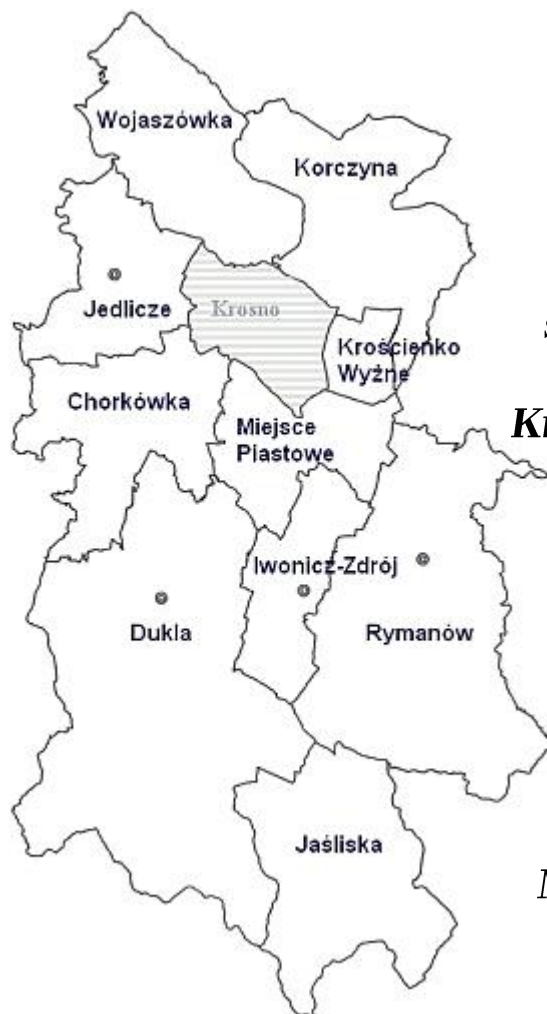 Wojaszówka
Korczyna
Jedlicze
Krosno
Krościenko
Wyżne
Chorkówka
Miejsce
Piastowe
Iwonicz-Zdrój
Dukla
Rymanów
Jaśliska